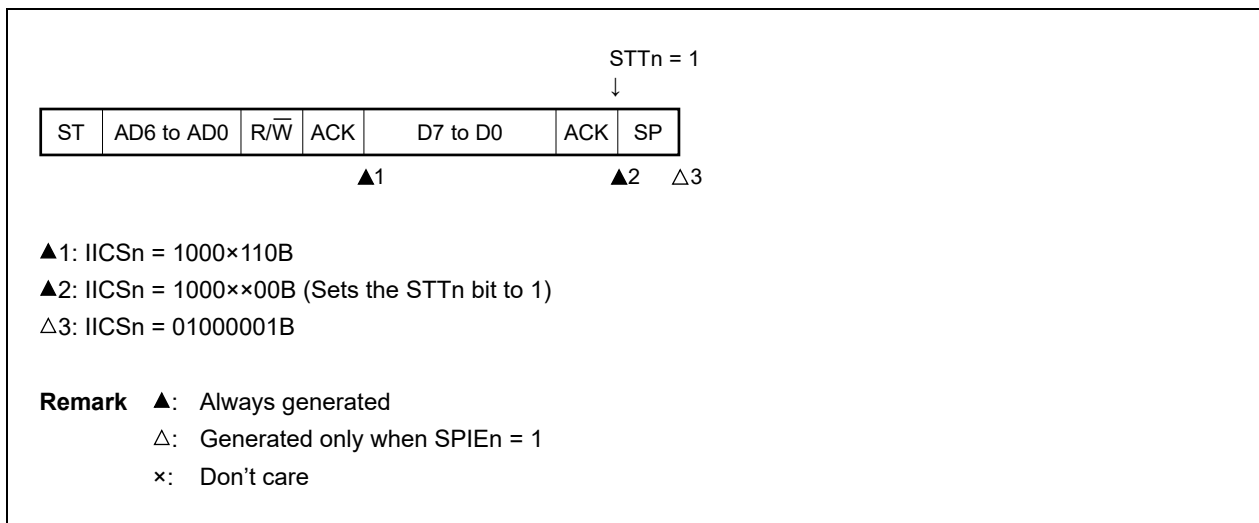 STTn = 1
↓
ST AD6 to AD0 R/W̅ ACK D7 to D0 ACK SP
▲1 ▲2 △3
▲1: IICSn = 1000×110B
▲2: IICSn = 1000××00B (Sets the STTn bit to 1)
△3: IICSn = 01000001B
Remark ▲: Always generated
△: Generated only when SPIEn = 1
×: Don’t care